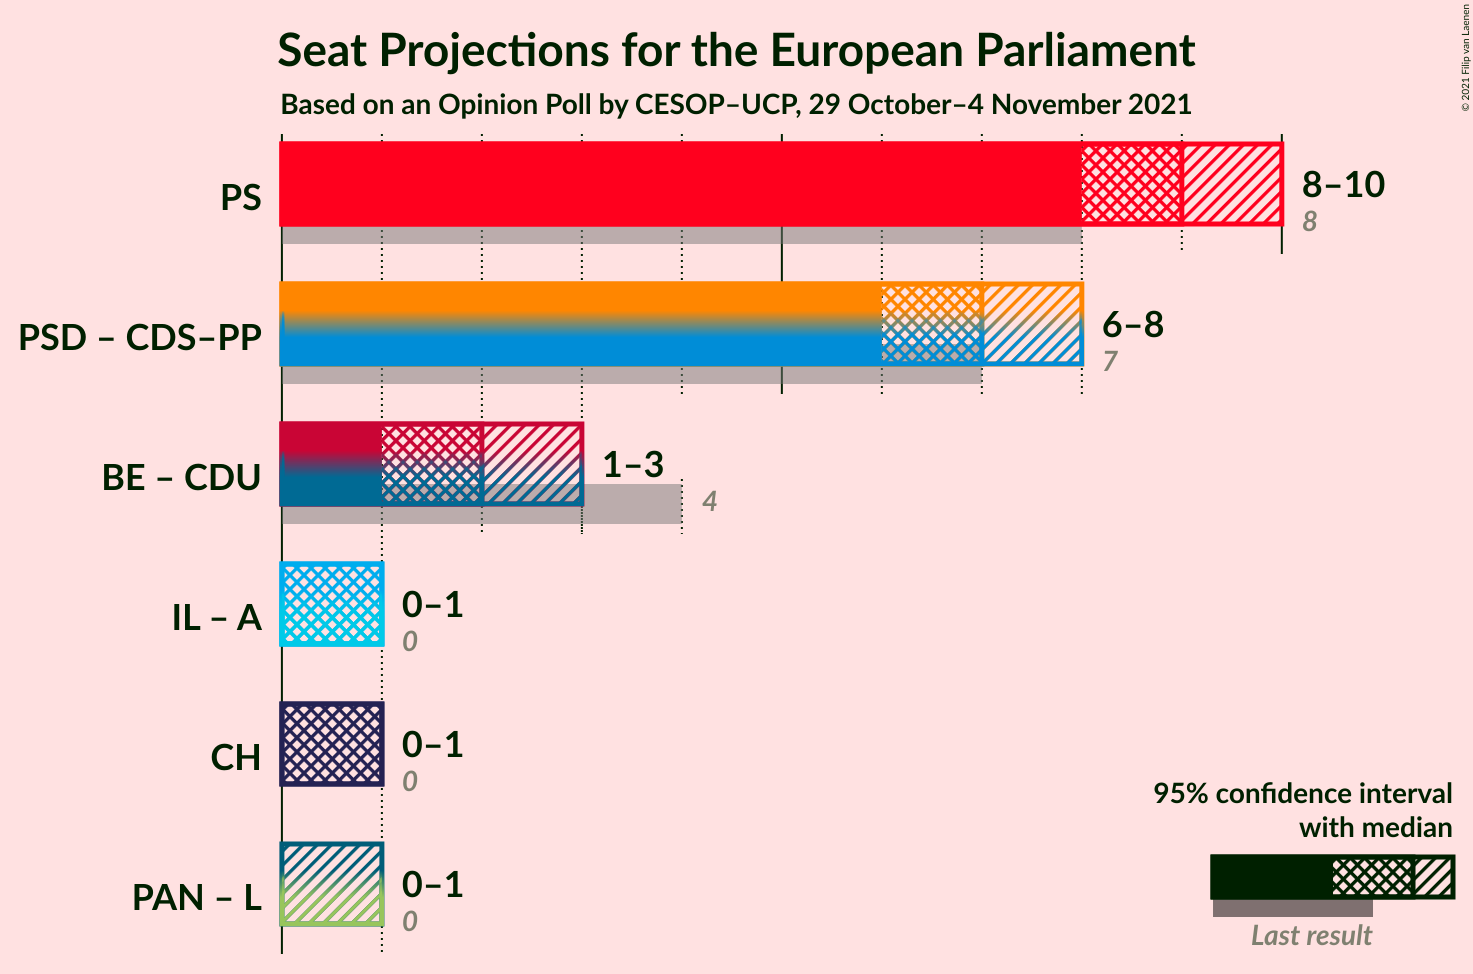 Seat Projections for the European Parliament
Based on an Opinion Poll by CESOP–UCP, 29 October–4 November 2021
© 2021 Filip van Laenen
PS
8–10
8
PSD – CDS–PP
6–8
7
BE – CDU
1–3
4
IL – A
0–1
0
CH
0–1
0
PAN – L
0–1
0
95% confidence interval
with median
Last result